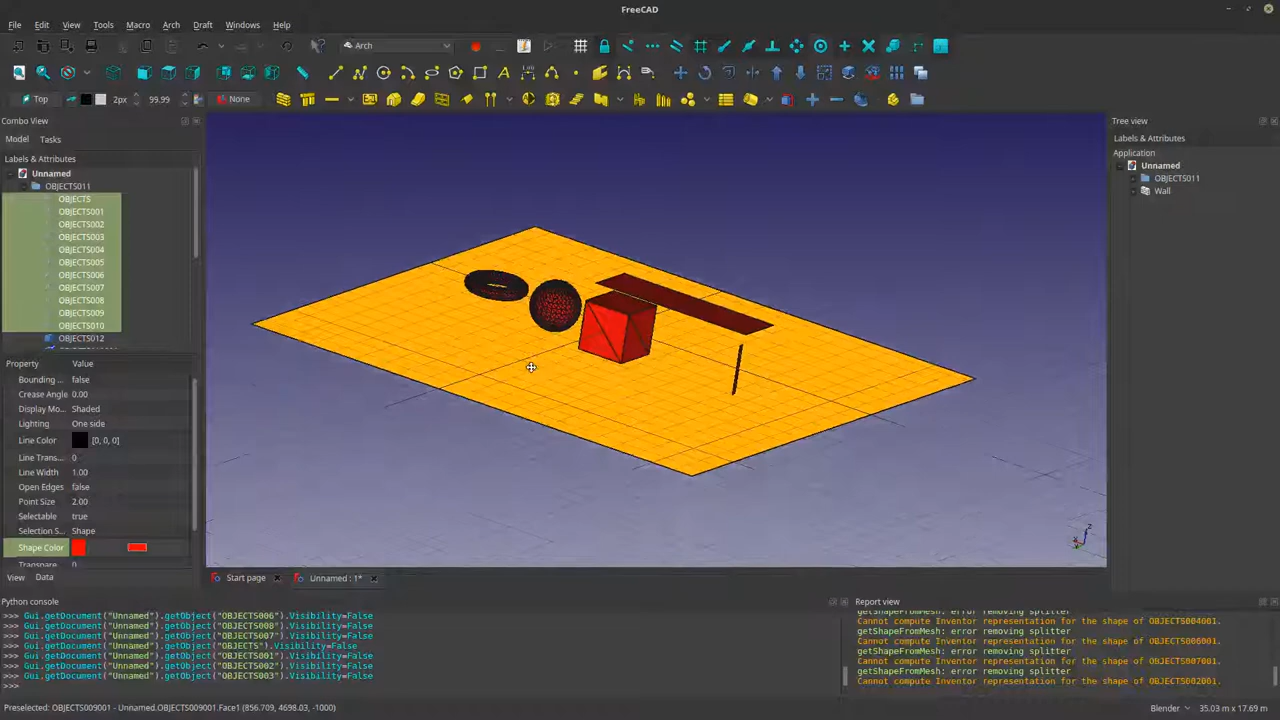 FreeCAD
File Edit View Tools Macro Arch Draft Windows Help
Arch
Top 2px 99.99 None
Combo View
Model Tasks
Labels & Attributes
Unnamed
OBJECTS011
OBJECTS
OBJECTS001
OBJECTS002
OBJECTS003
OBJECTS004
OBJECTS005
OBJECTS006
OBJECTS007
OBJECTS008
OBJECTS009
OBJECTS010
OBJECTS012
Property Value
Bounding ... false
Crease Angle 0.00
Display Mo... Shaded
Lighting One side
Line Color [0, 0, 0]
Line Trans... 0
Line Width 1.00
Open Edges false
Point Size 2.00
Selectable true
Selection S... Shape
Shape Color
Transpare 0
View Data
Start page Unnamed : 1*
Tree view
Labels & Attributes
Application
Unnamed
OBJECTS011
Wall
Python console
>>> Gui.getDocument("Unnamed").getObject("OBJECTS006").Visibility=False
>>> Gui.getDocument("Unnamed").getObject("OBJECTS008").Visibility=False
>>> Gui.getDocument("Unnamed").getObject("OBJECTS007").Visibility=False
>>> Gui.getDocument("Unnamed").getObject("OBJECTS").Visibility=False
>>> Gui.getDocument("Unnamed").getObject("OBJECTS001").Visibility=False
>>> Gui.getDocument("Unnamed").getObject("OBJECTS002").Visibility=False
>>> Gui.getDocument("Unnamed").getObject("OBJECTS003").Visibility=False
>>>
Report view
getShapeFromMesh: error removing splitter
Cannot compute Inventor representation for the shape of OBJECTS004001.
getShapeFromMesh: error removing splitter
Cannot compute Inventor representation for the shape of OBJECTS006001.
getShapeFromMesh: error removing splitter
Cannot compute Inventor representation for the shape of OBJECTS007001.
getShapeFromMesh: error removing splitter
Cannot compute Inventor representation for the shape of OBJECTS002001.
Preselected: OBJECTS009001 - Unnamed.OBJECTS009001.Face1 (856.709, 4698.03, -1000)
Blender 35.03 m x 17.69 m